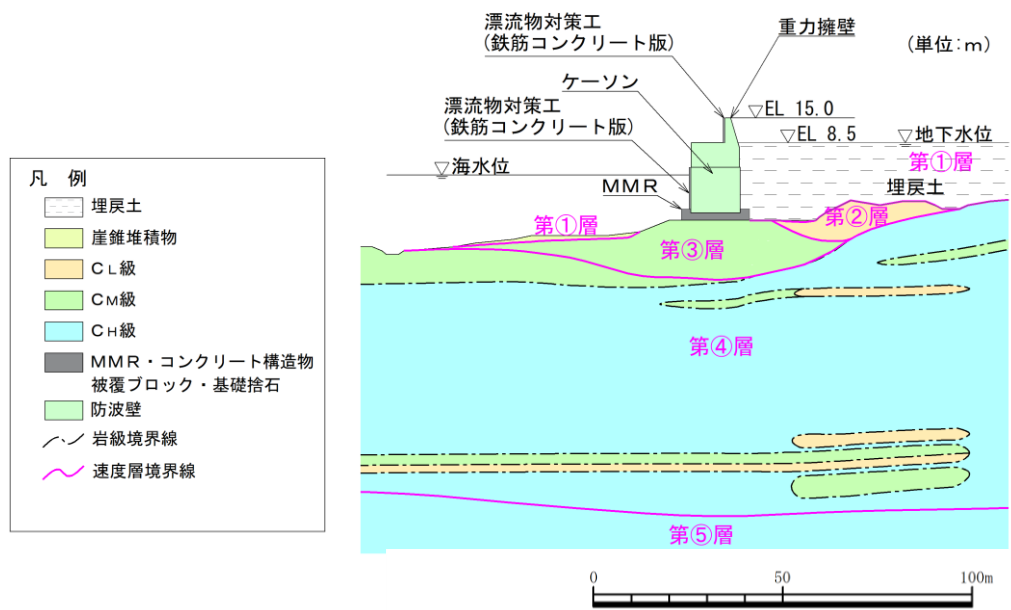 漂流物対策工
(鉄筋コンクリート版)
重力擁壁
(単位:m)
ケーソン
漂流物対策工
(鉄筋コンクリート版)
▽EL 15.0
▽EL 8.5
▽地下水位
▽海水位
第①層
埋戻土
MMR
第①層
第②層
第③層
第④層
第⑤層
凡 例
埋戻土
崖錐堆積物
CL級
CM級
CH級
MMR・コンクリート構造物
被覆ブロック・基礎捨石
防波壁
岩級境界線
速度層境界線
0 50 100m